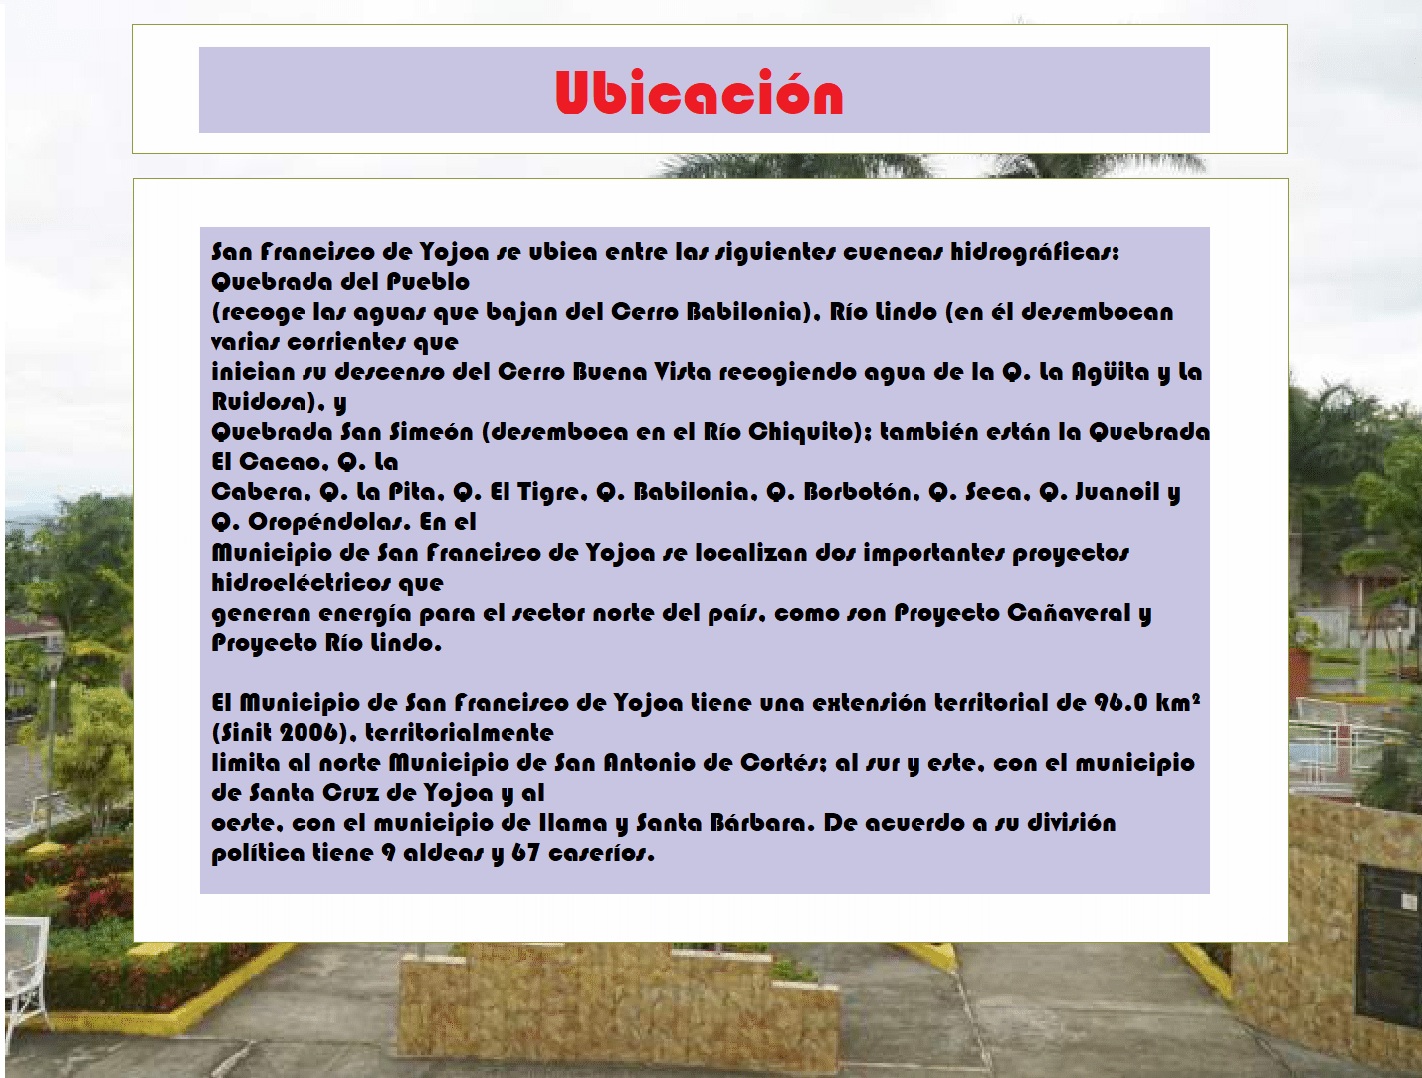 Ubicación
San Francisco de Yojoa se ubica entre las siguientes cuencas hidrográficas:
Quebrada del Pueblo
(recoge las aguas que bajan del Cerro Babilonia), Río Lindo (en él desembocan
varias corrientes que
inician su descenso del Cerro Buena Vista recogiendo agua de la Q. La Agüita y La
Ruidosa), y
Quebrada San Simeón (desemboca en el Río Chiquito); también están la Quebrada
El Cacao, Q. La
Cabera, Q. La Pita, Q. El Tigre, Q. Babilonia, Q. Borbotón, Q. Seca, Q. Juanoil y
Q. Oropéndolas. En el
Municipio de San Francisco de Yojoa se localizan dos importantes proyectos
hidroeléctricos que
generan energía para el sector norte del país, como son Proyecto Cañaveral y
Proyecto Río Lindo.
El Municipio de San Francisco de Yojoa tiene una extensión territorial de 96.0 km²
(Sinit 2006), territorialmente
limita al norte Municipio de San Antonio de Cortés; al sur y este, con el municipio
de Santa Cruz de Yojoa y al
oeste, con el municipio de Ilama y Santa Bárbara. De acuerdo a su división
política tiene 9 aldeas y 67 caseríos.